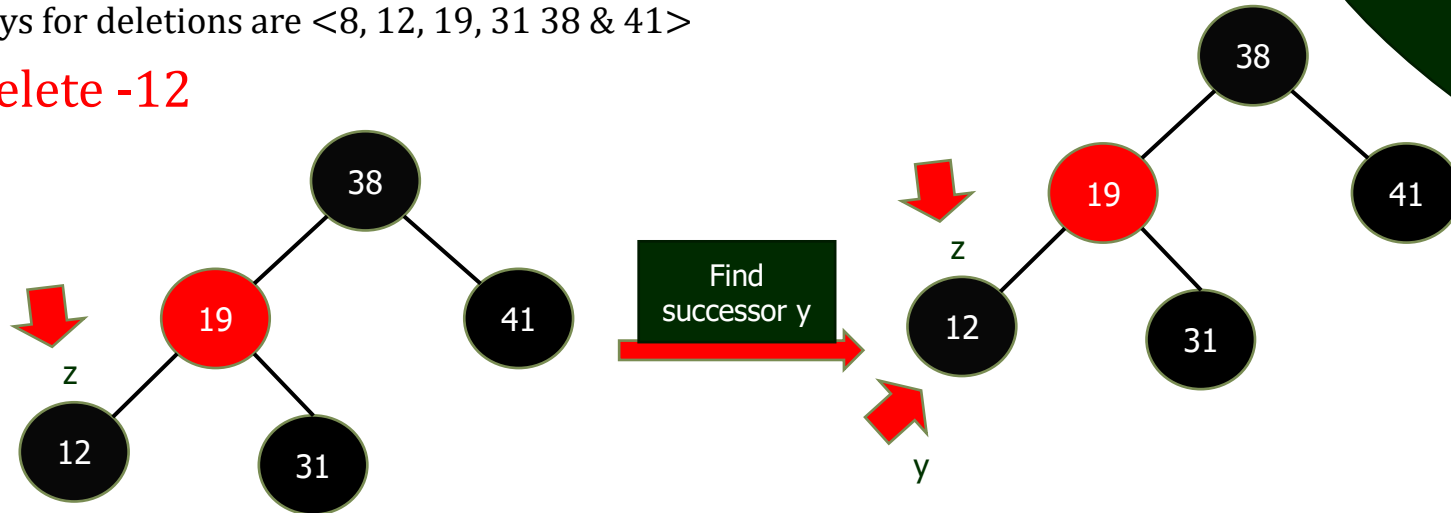 ys for deletions are <8, 12, 19, 31 38 & 41>
elete -12
38
19
41
z
12
31
Find
successor y
38
19
41
z
12
31
y